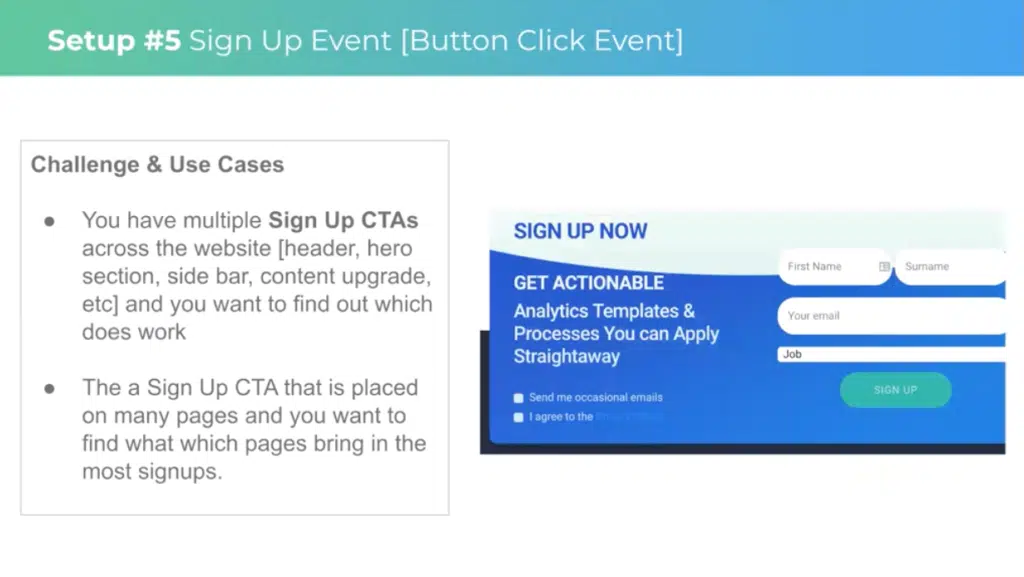 Setup #5 Sign Up Event [Button Click Event]
Challenge & Use Cases
● You have multiple Sign Up CTAs
across the website [header, hero
section, side bar, content upgrade,
etc] and you want to find out which
does work
● The a Sign Up CTA that is placed
on many pages and you want to
find what which pages bring in the
most signups.
SIGN UP NOW
GET ACTIONABLE
Analytics Templates &
Processes You can Apply
Straightaway
Send me occasional emails
I agree to the
First Name
Surname
Your email
Job
SIGN UP